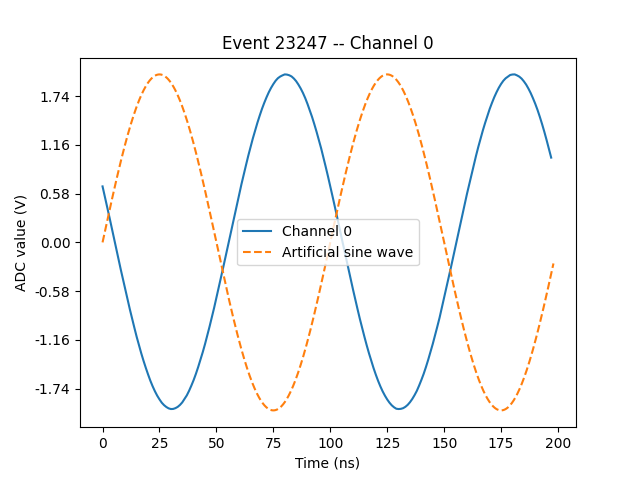 Event 23247 -- Channel 0
ADC value (V)
1.74
1.16
0.58
0.00
-0.58
-1.16
-1.74
Channel 0
Artificial sine wave
0 25 50 75 100 125 150 175 200
Time (ns)